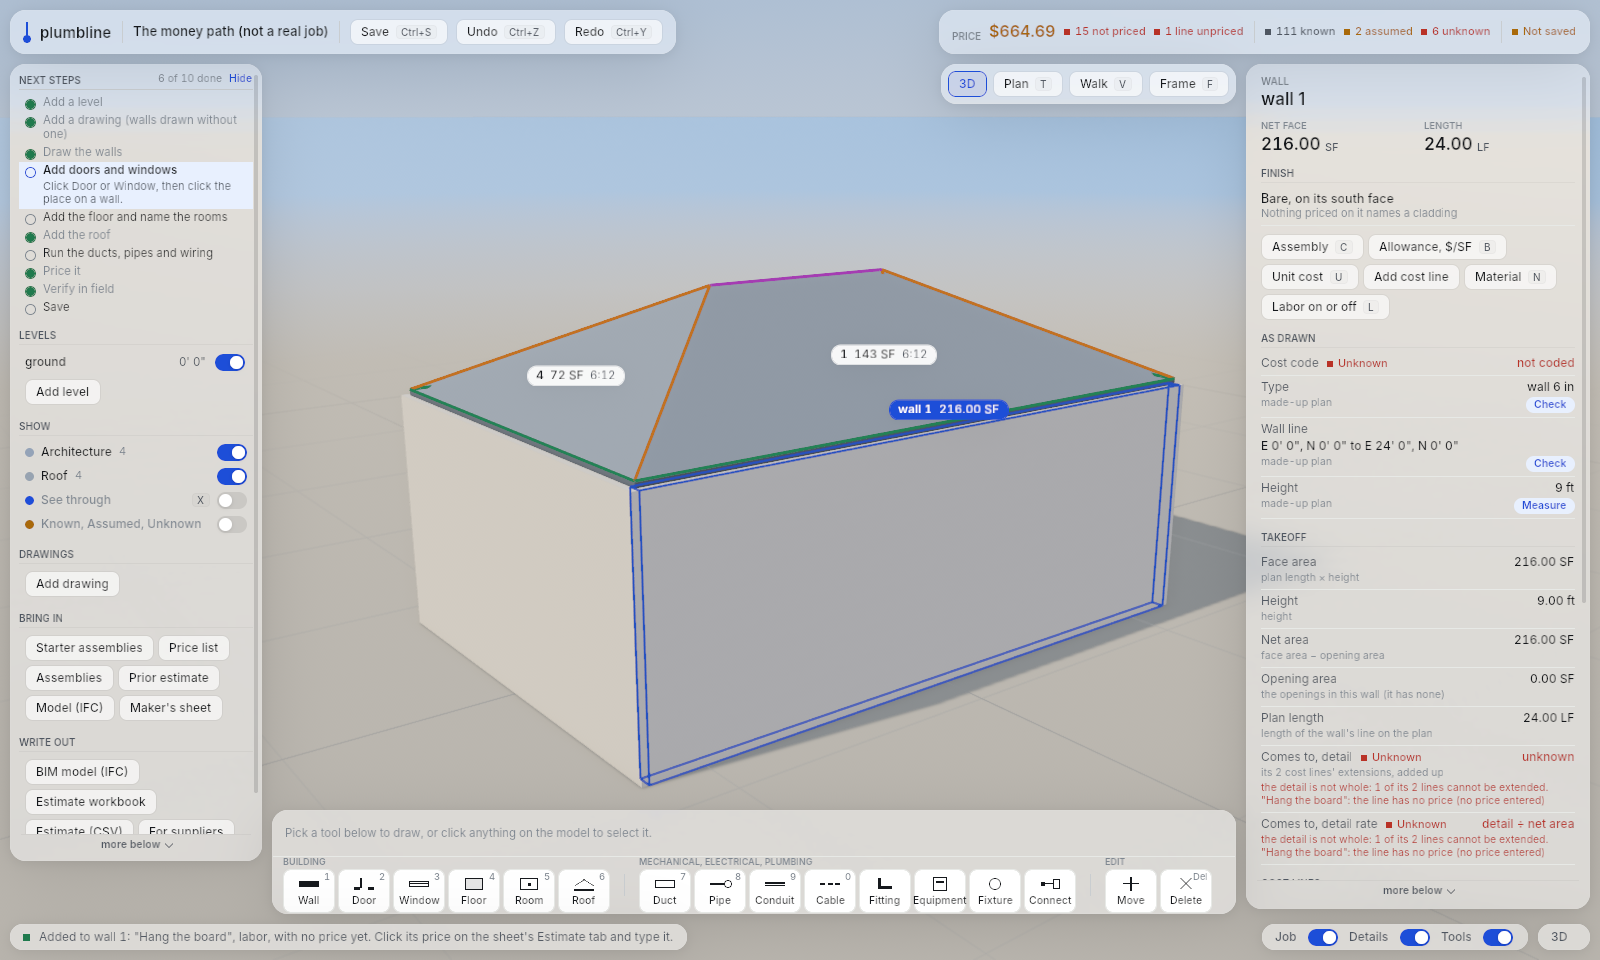 plumbline
The money path (not a real job)
Save Ctrl+S
Undo Ctrl+Z
Redo Ctrl+Y
PRICE $664.69 15 not priced 1 line unpriced 111 known 2 assumed 6 unknown Not saved
NEXT STEPS 6 of 10 done Hide
Add a level
Add a drawing (walls drawn without
one)
Draw the walls
Add doors and windows
Click Door or Window, then click the
place on a wall.
Add the floor and name the rooms
Add the roof
Run the ducts, pipes and wiring
Price it
Verify in field
Save
LEVELS
ground 0' 0"
Add level
SHOW
Architecture 4
Roof 4
See through X
Known, Assumed, Unknown
DRAWINGS
Add drawing
BRING IN
Starter assemblies Price list
Assemblies Prior estimate
Model (IFC) Maker's sheet
WRITE OUT
BIM model (IFC)
Estimate workbook
Estimate (CSV) For suppliers
more below
3D Plan T Walk V Frame F
4 72 SF 6:12
1 143 SF 6:12
wall 1 216.00 SF
WALL
wall 1
NET FACE LENGTH
216.00 SF 24.00 LF
FINISH
Bare, on its south face
Nothing priced on it names a cladding
Assembly C Allowance, $/SF B
Unit cost U Add cost line Material N
Labor on or off L
AS DRAWN
Cost code Unknown not coded
Type wall 6 in
made-up plan Check
Wall line
E 0' 0", N 0' 0" to E 24' 0", N 0' 0"
made-up plan Check
Height 9 ft
made-up plan Measure
TAKEOFF
Face area 216.00 SF
plan length × height
Height 9.00 ft
height
Net area 216.00 SF
face area − opening area
Opening area 0.00 SF
the openings in this wall (it has none)
Plan length 24.00 LF
length of the wall's line on the plan
Comes to, detail Unknown unknown
its 2 cost lines' extensions, added up
the detail is not whole: 1 of its 2 lines cannot be extended.
"Hang the board": the line has no price (no price entered)
Comes to, detail rate Unknown detail ÷ net area
the detail is not whole: 1 of its 2 lines cannot be extended.
"Hang the board": the line has no price (no price entered)
more below
Pick a tool below to draw, or click anything on the model to select it.
BUILDING MECHANICAL, ELECTRICAL, PLUMBING EDIT
1 2 3 4 5 6 7 8 9 0 Del
Wall Door Window Floor Room Roof Duct Pipe Conduit Cable Fitting Equipment Fixture Connect Move Delete
Added to wall 1: "Hang the board", labor, with no price yet. Click its price on the sheet's Estimate tab and type it.
Job Details Tools 3D